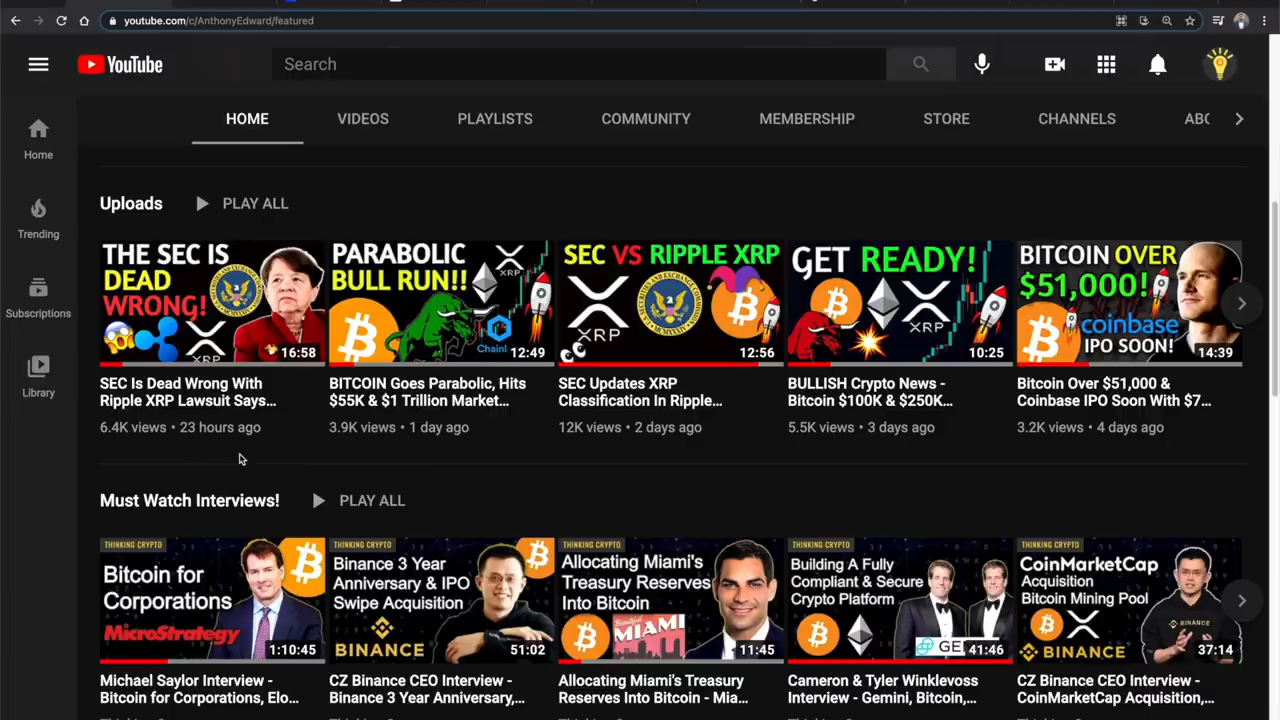 youtube.com/c/AnthonyEdward/featured
YouTube
Search
HOME VIDEOS PLAYLISTS COMMUNITY MEMBERSHIP STORE CHANNELS
Home
Trending
Subscriptions
Library
Uploads PLAY ALL
THE SEC IS
DEAD
WRONG!
XRP
16:58
PARABOLIC
BULL RUN!!
XRP
Chainl
12:49
SEC VS RIPPLE XRP
XRP
12:56
GET READY!
XRP
10:25
BITCOIN OVER
$51,000!
coinbase
IPO SOON!
14:39
SEC Is Dead Wrong With
Ripple XRP Lawsuit Says...
6.4K views • 23 hours ago
BITCOIN Goes Parabolic, Hits
$55K & $1 Trillion Market...
3.9K views • 1 day ago
SEC Updates XRP
Classification In Ripple...
12K views • 2 days ago
BULLISH Crypto News -
Bitcoin $100K & $250K...
5.5K views • 3 days ago
Bitcoin Over $51,000 &
Coinbase IPO Soon With $7...
3.2K views • 4 days ago
Must Watch Interviews! PLAY ALL
THINKING CRYPTO
Bitcoin for
Corporations
MicroStrategy
1:10:45
THINKING CRYPTO
Binance 3 Year
Anniversary & IPO
Swipe Acquisition
BINANCE
51:02
THINKING CRYPTO
Allocating Miami's
Treasury Reserves
Into Bitcoin
MIAMI
11:45
THINKING CRYPTO
Building A Fully
Compliant & Secure
Crypto Platform
41:46
THINKING CRYPTO
CoinMarketCap
Acquisition
Bitcoin Mining Pool
BINANCE
BINANCE
37:14
Michael Saylor Interview -
Bitcoin for Corporations, Elo...
CZ Binance CEO Interview -
Binance 3 Year Anniversary,...
Allocating Miami's Treasury
Reserves Into Bitcoin - Mia...
Cameron & Tyler Winklevoss
Interview - Gemini, Bitcoin,...
CZ Binance CEO Interview -
CoinMarketCap Acquisition,...